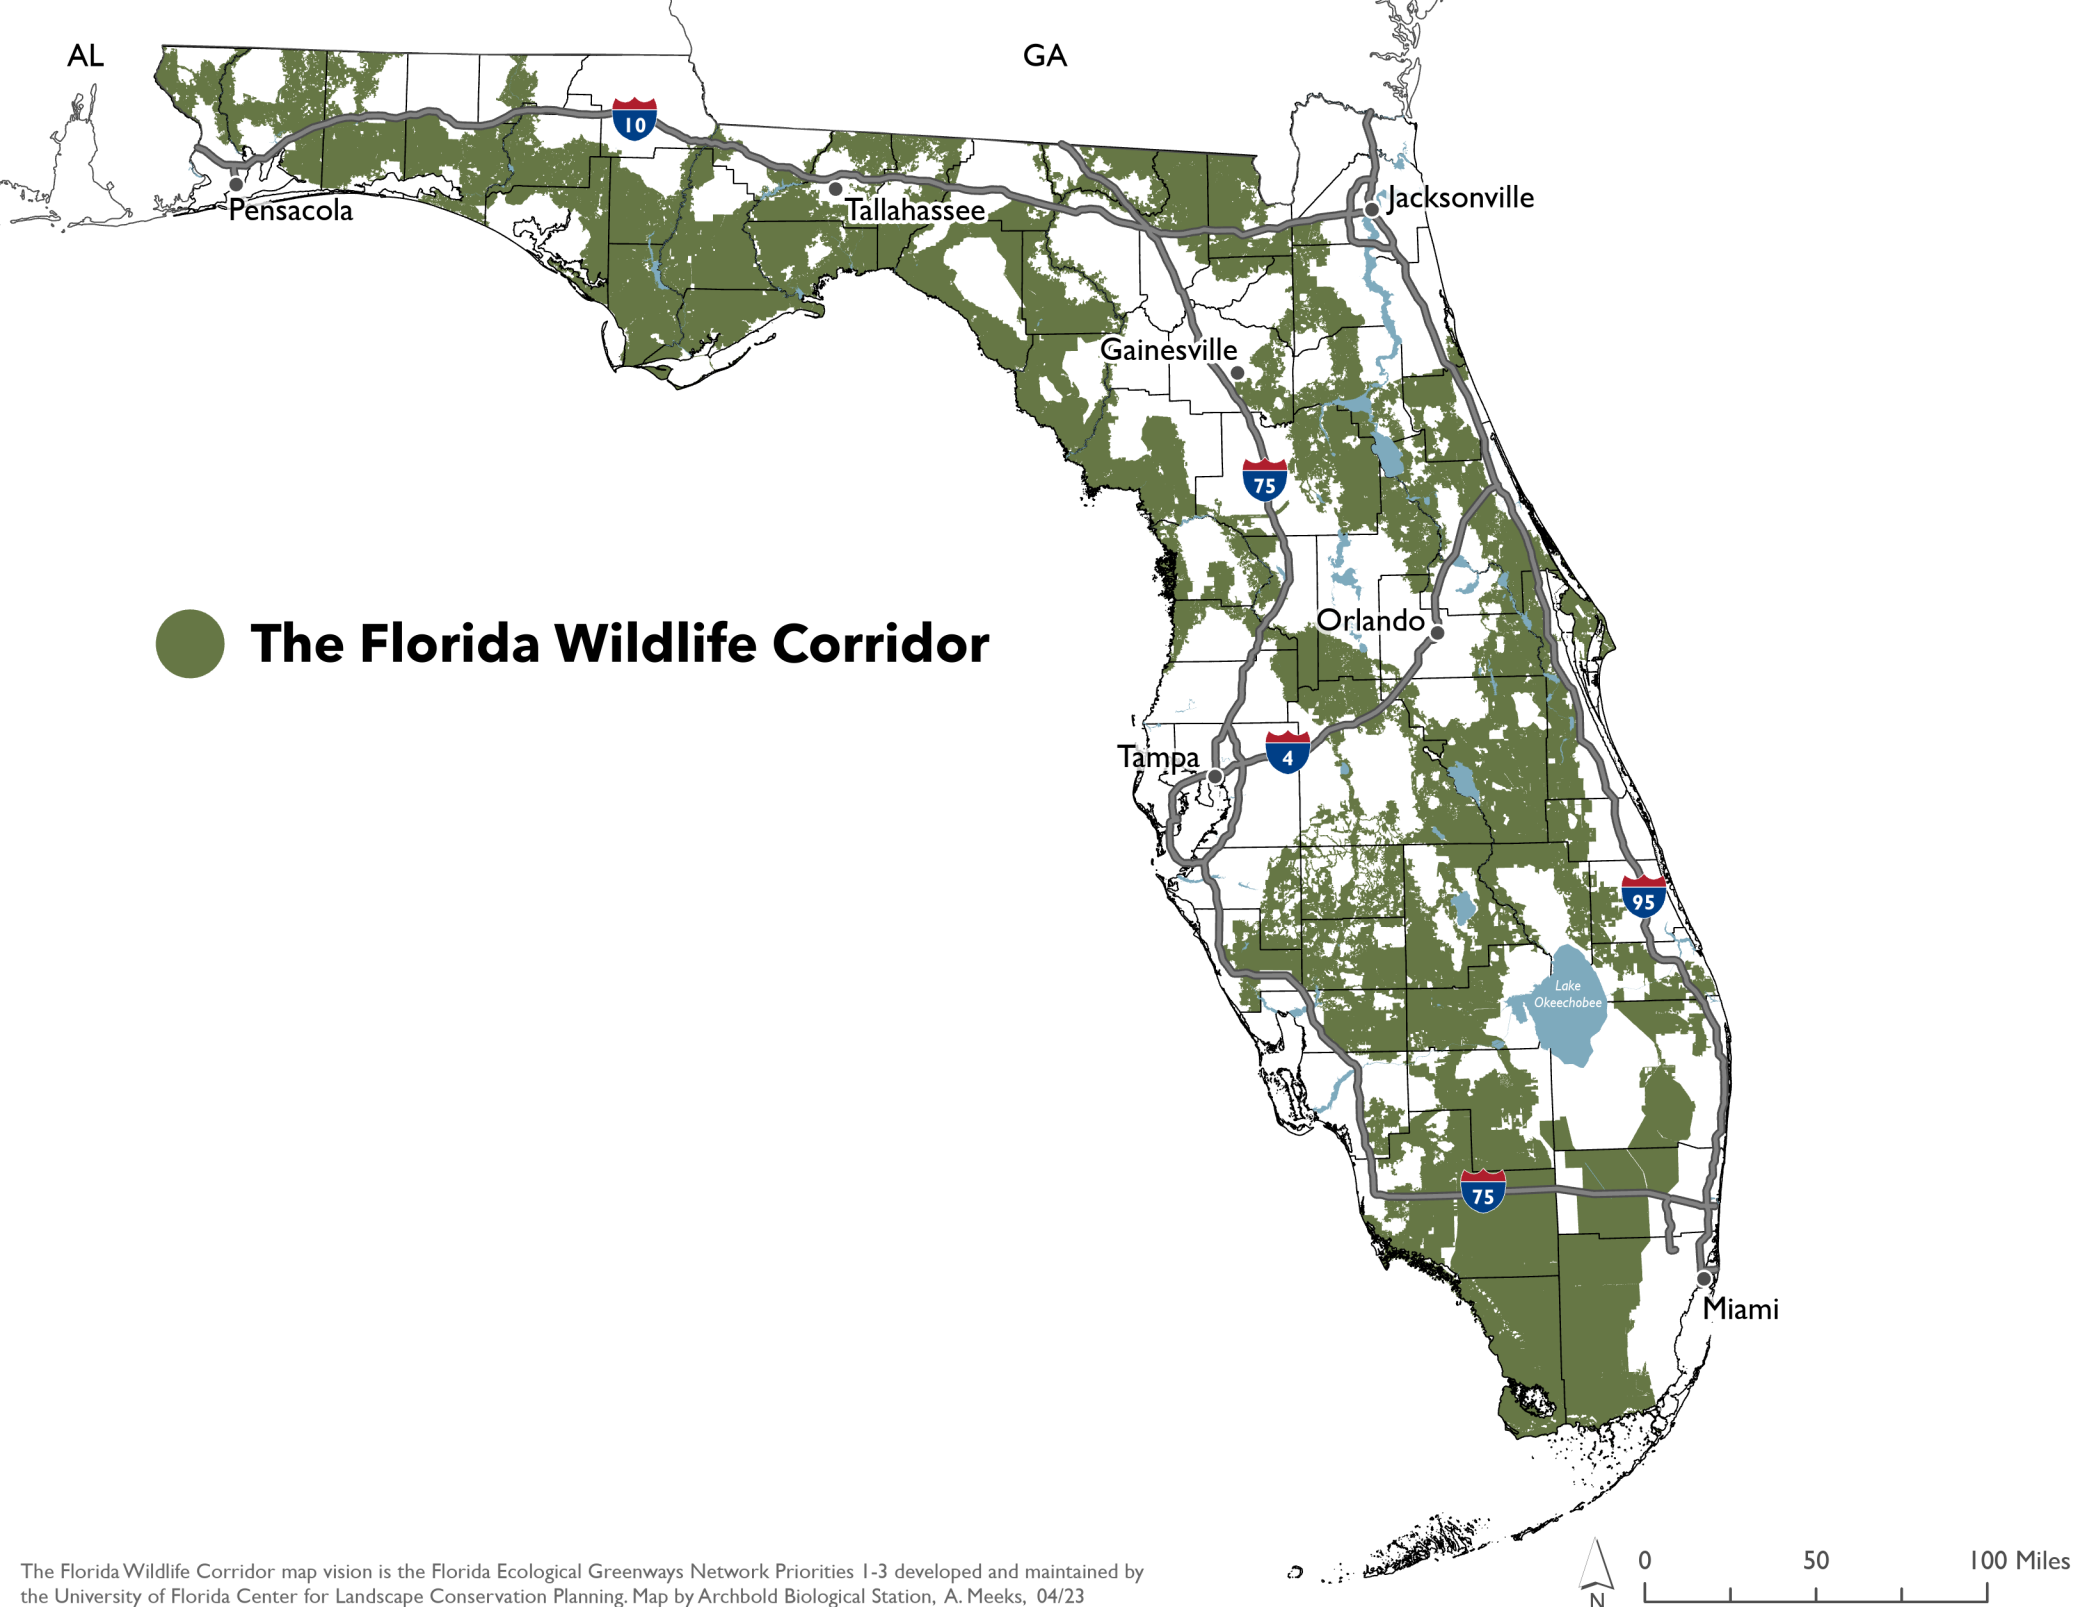 AL
GA
10
Jacksonville
Pensacola
Tallahassee
Gainesville
75
Orlando
The Florida Wildlife Corridor
Tampa
4
95
Lake
Okeechobee
75
Miami
The Florida Wildlife Corridor map vision is the Florida Ecological Greenways Network Priorities 1-3 developed and maintained by
the University of Florida Center for Landscape Conservation Planning. Map by Archbold Biological Station, A. Meeks, 04/23
N
0 50 100 Miles